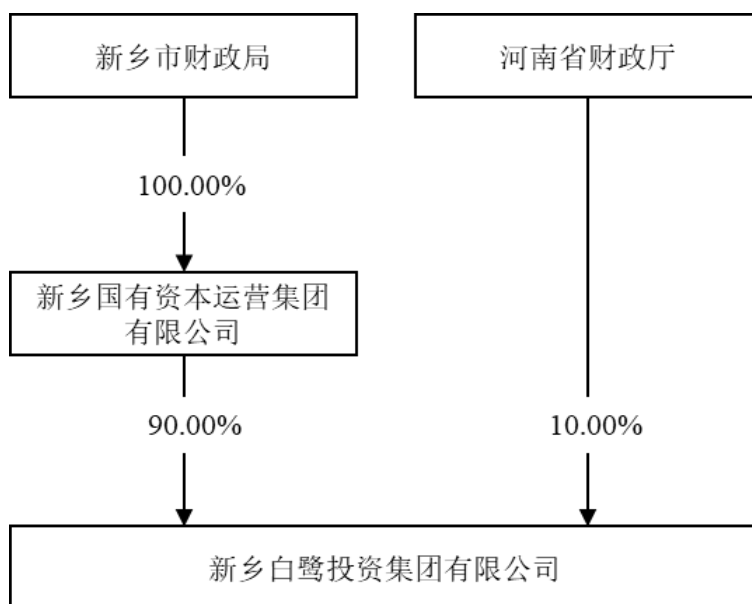 新乡市财政局
河南省财政厅
100.00%
新乡国有资本运营集团
有限公司
90.00%
10.00%
新乡白鹭投资集团有限公司